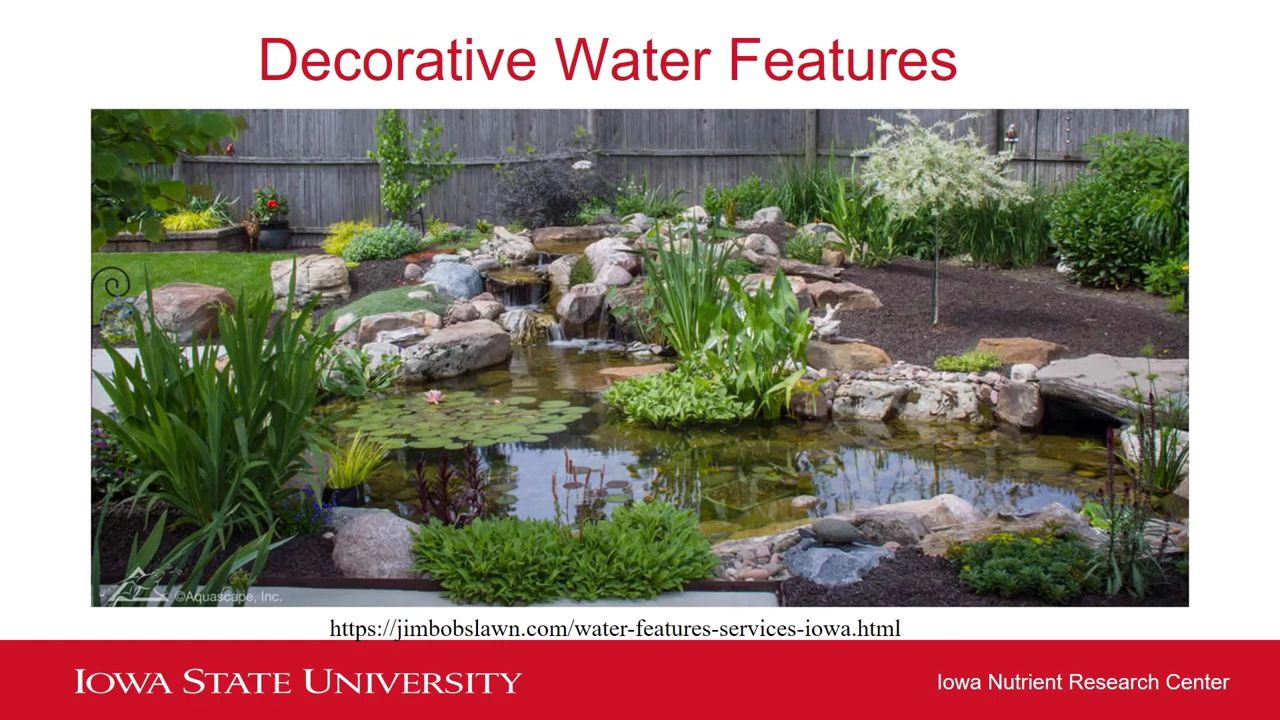 Decorative Water Features
©Aquascape, Inc.
https://jimbobslawn.com/water-features-services-iowa.html
IOWA STATE UNIVERSITY
Iowa Nutrient Research Center